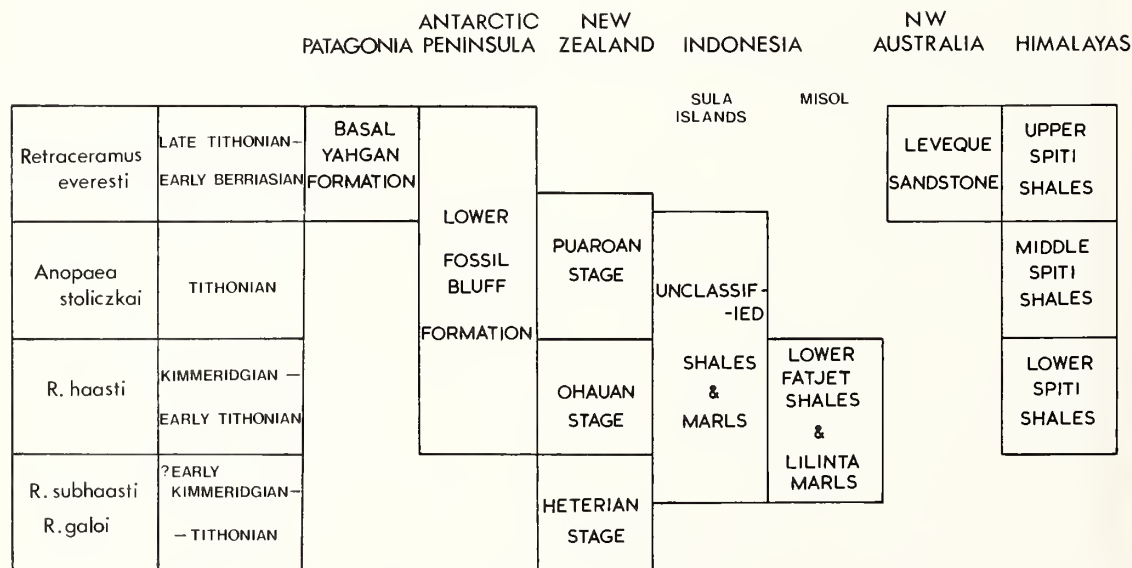 PATAGONIA
ANTARCTIC
PENINSULA
NEW
ZEALAND
INDONESIA
NW
AUSTRALIA
HIMALAYAS
SULA
ISLANDS
MISOL
Retraceramus
everesti
LATE TITHONIAN–
EARLY BERRIASIAN
BASAL
YAHGAN
FORMATION
LOWER
FOSSIL
BLUFF
FORMATION
PUAROAN
STAGE
UNCLASSIF-
-IED
SHALES
&
MARLS
LEVEQUE
SANDSTONE
UPPER
SPITI
SHALES
Anopaea
stoliczkai
TITHONIAN
MIDDLE
SPITI
SHALES
R. haasti
KIMMERIDGIAN –
EARLY TITHONIAN
OHAUAN
STAGE
LOWER
FATJET
SHALES
&
LILINTA
MARLS
LOWER
SPITI
SHALES
R. subhaasti
R. galoi
?EARLY
KIMMERIDGIAN–
– TITHONIAN
HETERIAN
STAGE